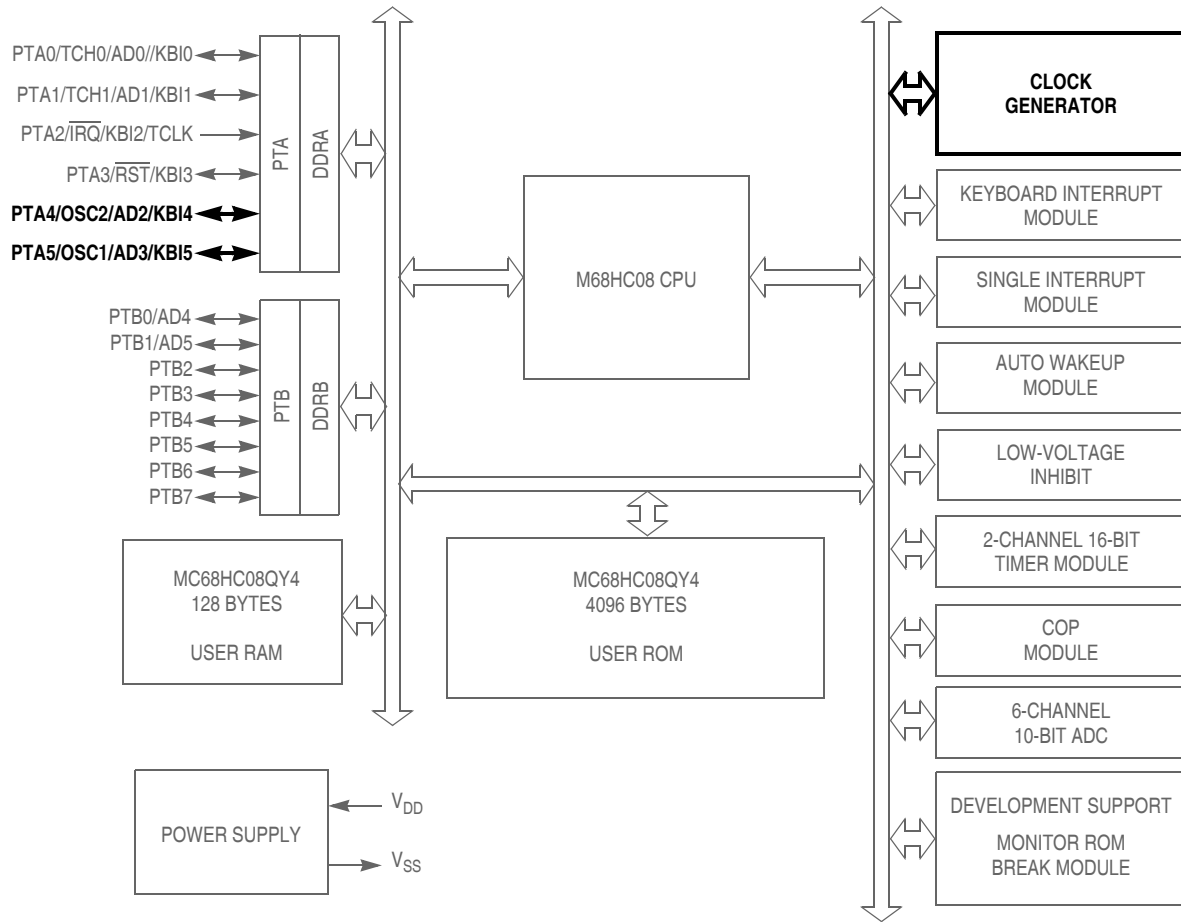 PTA0/TCH0/AD0//KBI0
PTA1/TCH1/AD1/KBI1
PTA2/IRQ/KBI2/TCLK
PTA3/RST/KBI3
PTA4/OSC2/AD2/KBI4
PTA5/OSC1/AD3/KBI5
PTA
DDRA
PTB0/AD4
PTB1/AD5
PTB2
PTB3
PTB4
PTB5
PTB6
PTB7
PTB
DDRB
M68HC08 CPU
MC68HC08QY4
128 BYTES
USER RAM
MC68HC08QY4
4096 BYTES
USER ROM
POWER SUPPLY
VDD
VSS
CLOCK
GENERATOR
KEYBOARD INTERRUPT
MODULE
SINGLE INTERRUPT
MODULE
AUTO WAKEUP
MODULE
LOW-VOLTAGE
INHIBIT
2-CHANNEL 16-BIT
TIMER MODULE
COP
MODULE
6-CHANNEL
10-BIT ADC
DEVELOPMENT SUPPORT
MONITOR ROM
BREAK MODULE